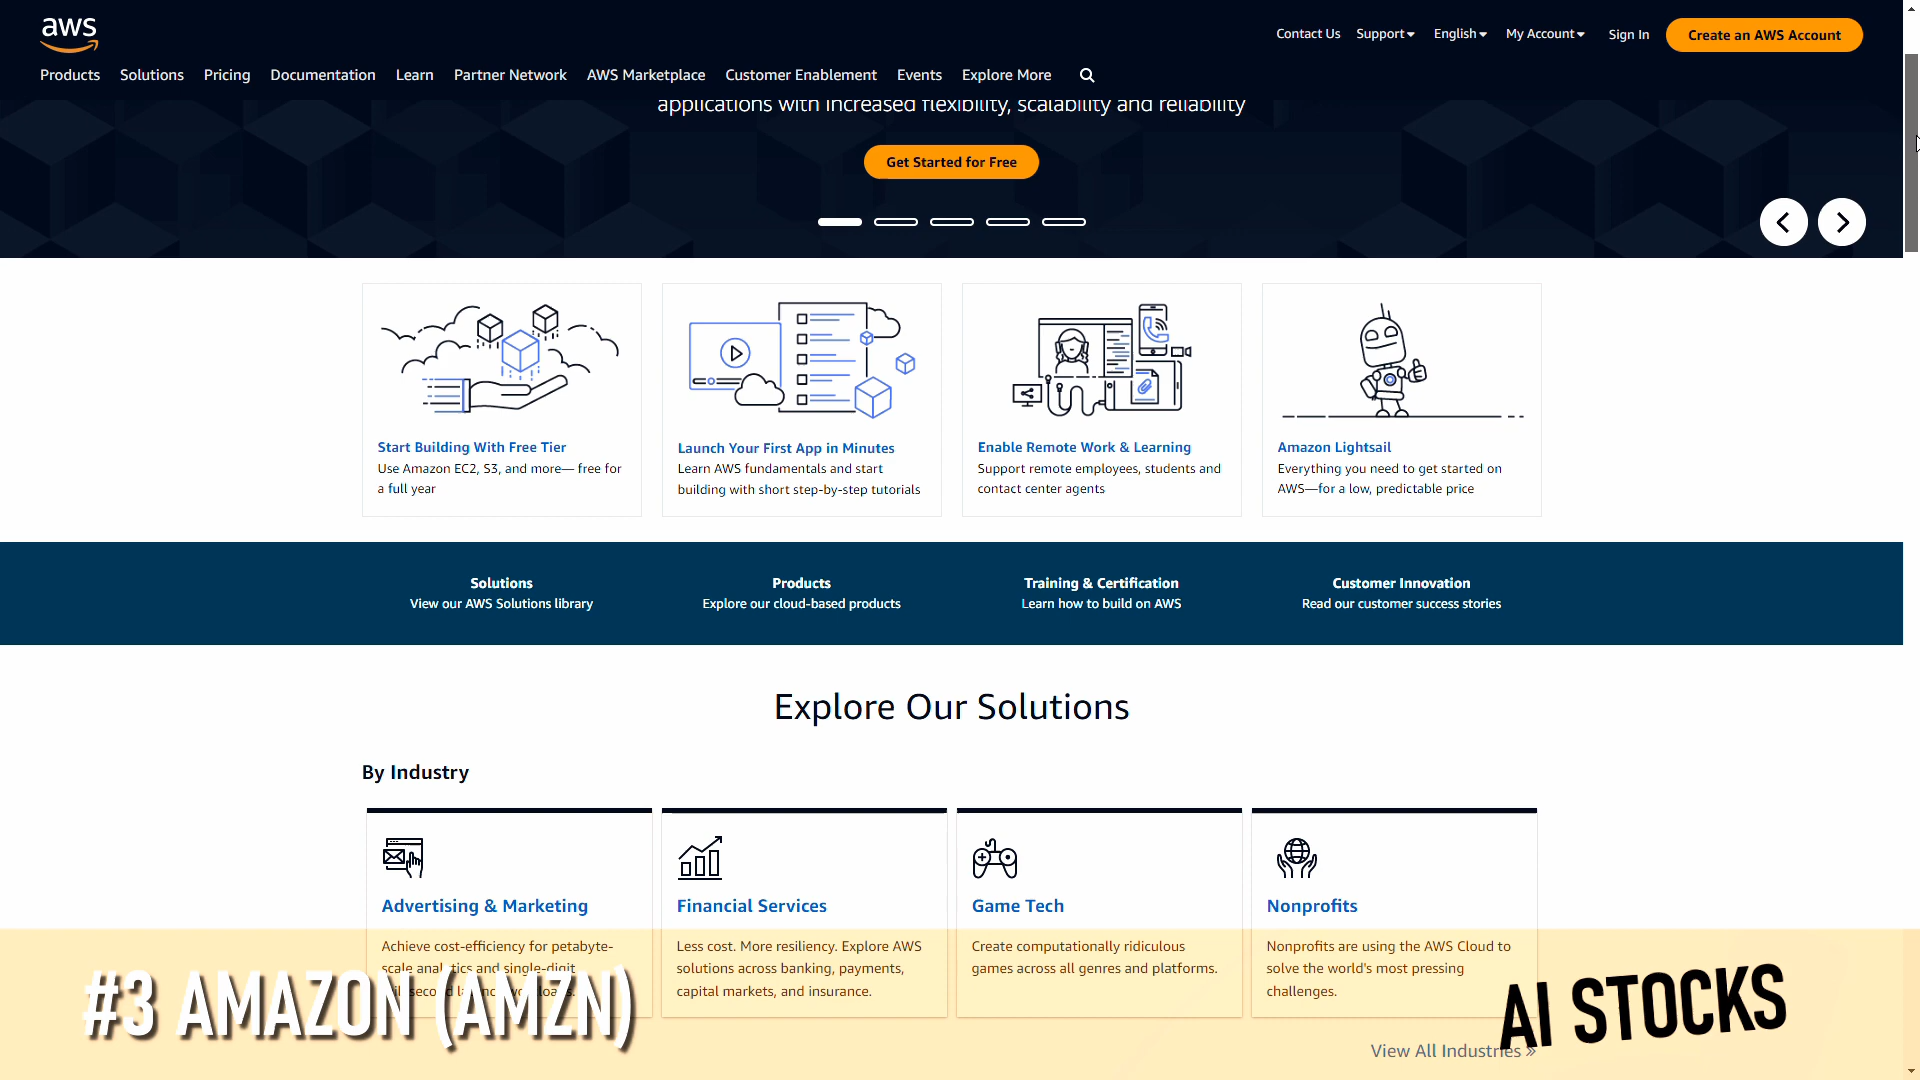 aws
Contact Us Support English My Account Sign In Create an AWS Account
Products Solutions Pricing Documentation Learn Partner Network AWS Marketplace Customer Enablement Events Explore More
applications with increased flexibility, scalability and reliability
Get Started for Free
Start Building With Free Tier
Use Amazon EC2, S3, and more— free for
a full year
Launch Your First App in Minutes
Learn AWS fundamentals and start
building with short step-by-step tutorials
Enable Remote Work & Learning
Support remote employees, students and
contact center agents
Amazon Lightsail
Everything you need to get started on
AWS—for a low, predictable price
Solutions
View our AWS Solutions library
Products
Explore our cloud-based products
Training & Certification
Learn how to build on AWS
Customer Innovation
Read our customer success stories
Explore Our Solutions
By Industry
Advertising & Marketing
Achieve cost-efficiency for petabyte-
scale analytics and single-digit
Financial Services
Less cost. More resiliency. Explore AWS
solutions across banking, payments,
capital markets, and insurance.
Game Tech
Create computationally ridiculous
games across all genres and platforms.
Nonprofits
Nonprofits are using the AWS Cloud to
solve the world's most pressing
challenges.
View All Industries »
#3 AMAZON (AMZN)
AI STOCKS